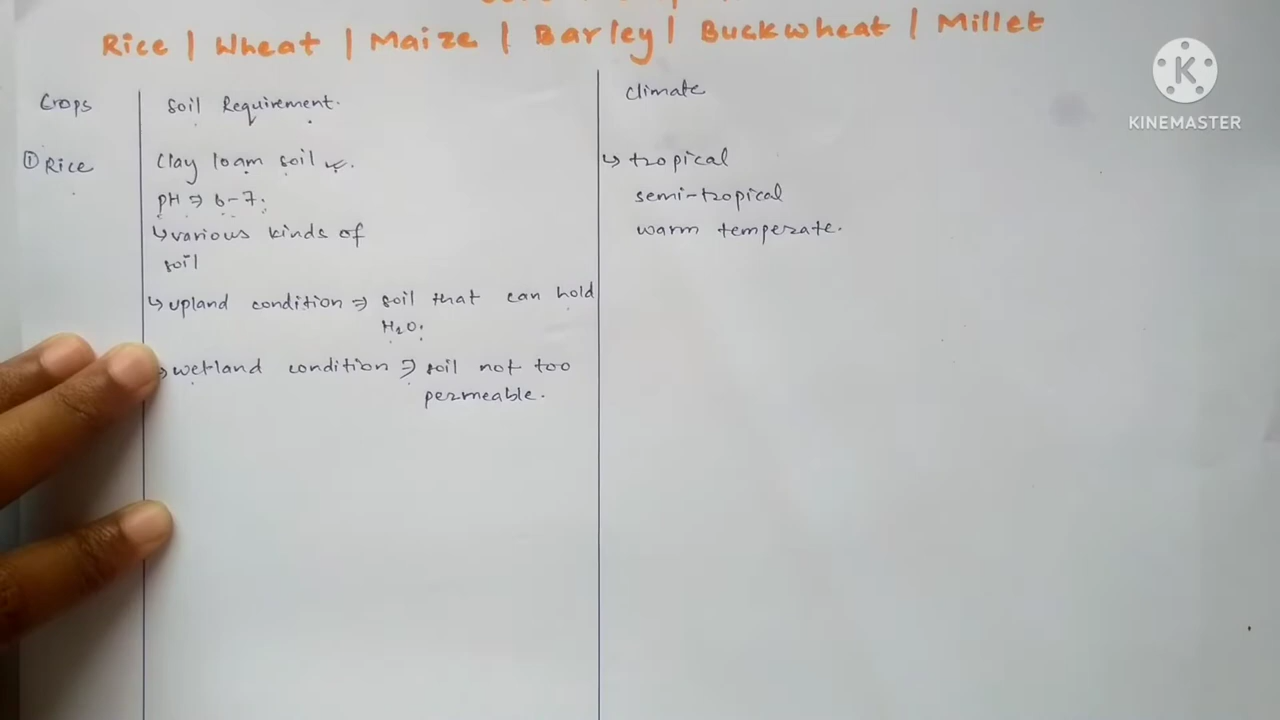 Rice | Wheat | Maize | Barley | Buckwheat | Millet
Crops
Soil Requirement.
climate
① Rice
Clay loam soil
pH ⇒ 6-7.
↳ various kinds of
soil
↳ upland condition ⇒ soil that can hold
H₂O.
↳ wetland condition ⇒ soil not too
permeable.
↳ tropical
semi-tropical
warm temperate.
K
KINEMASTER